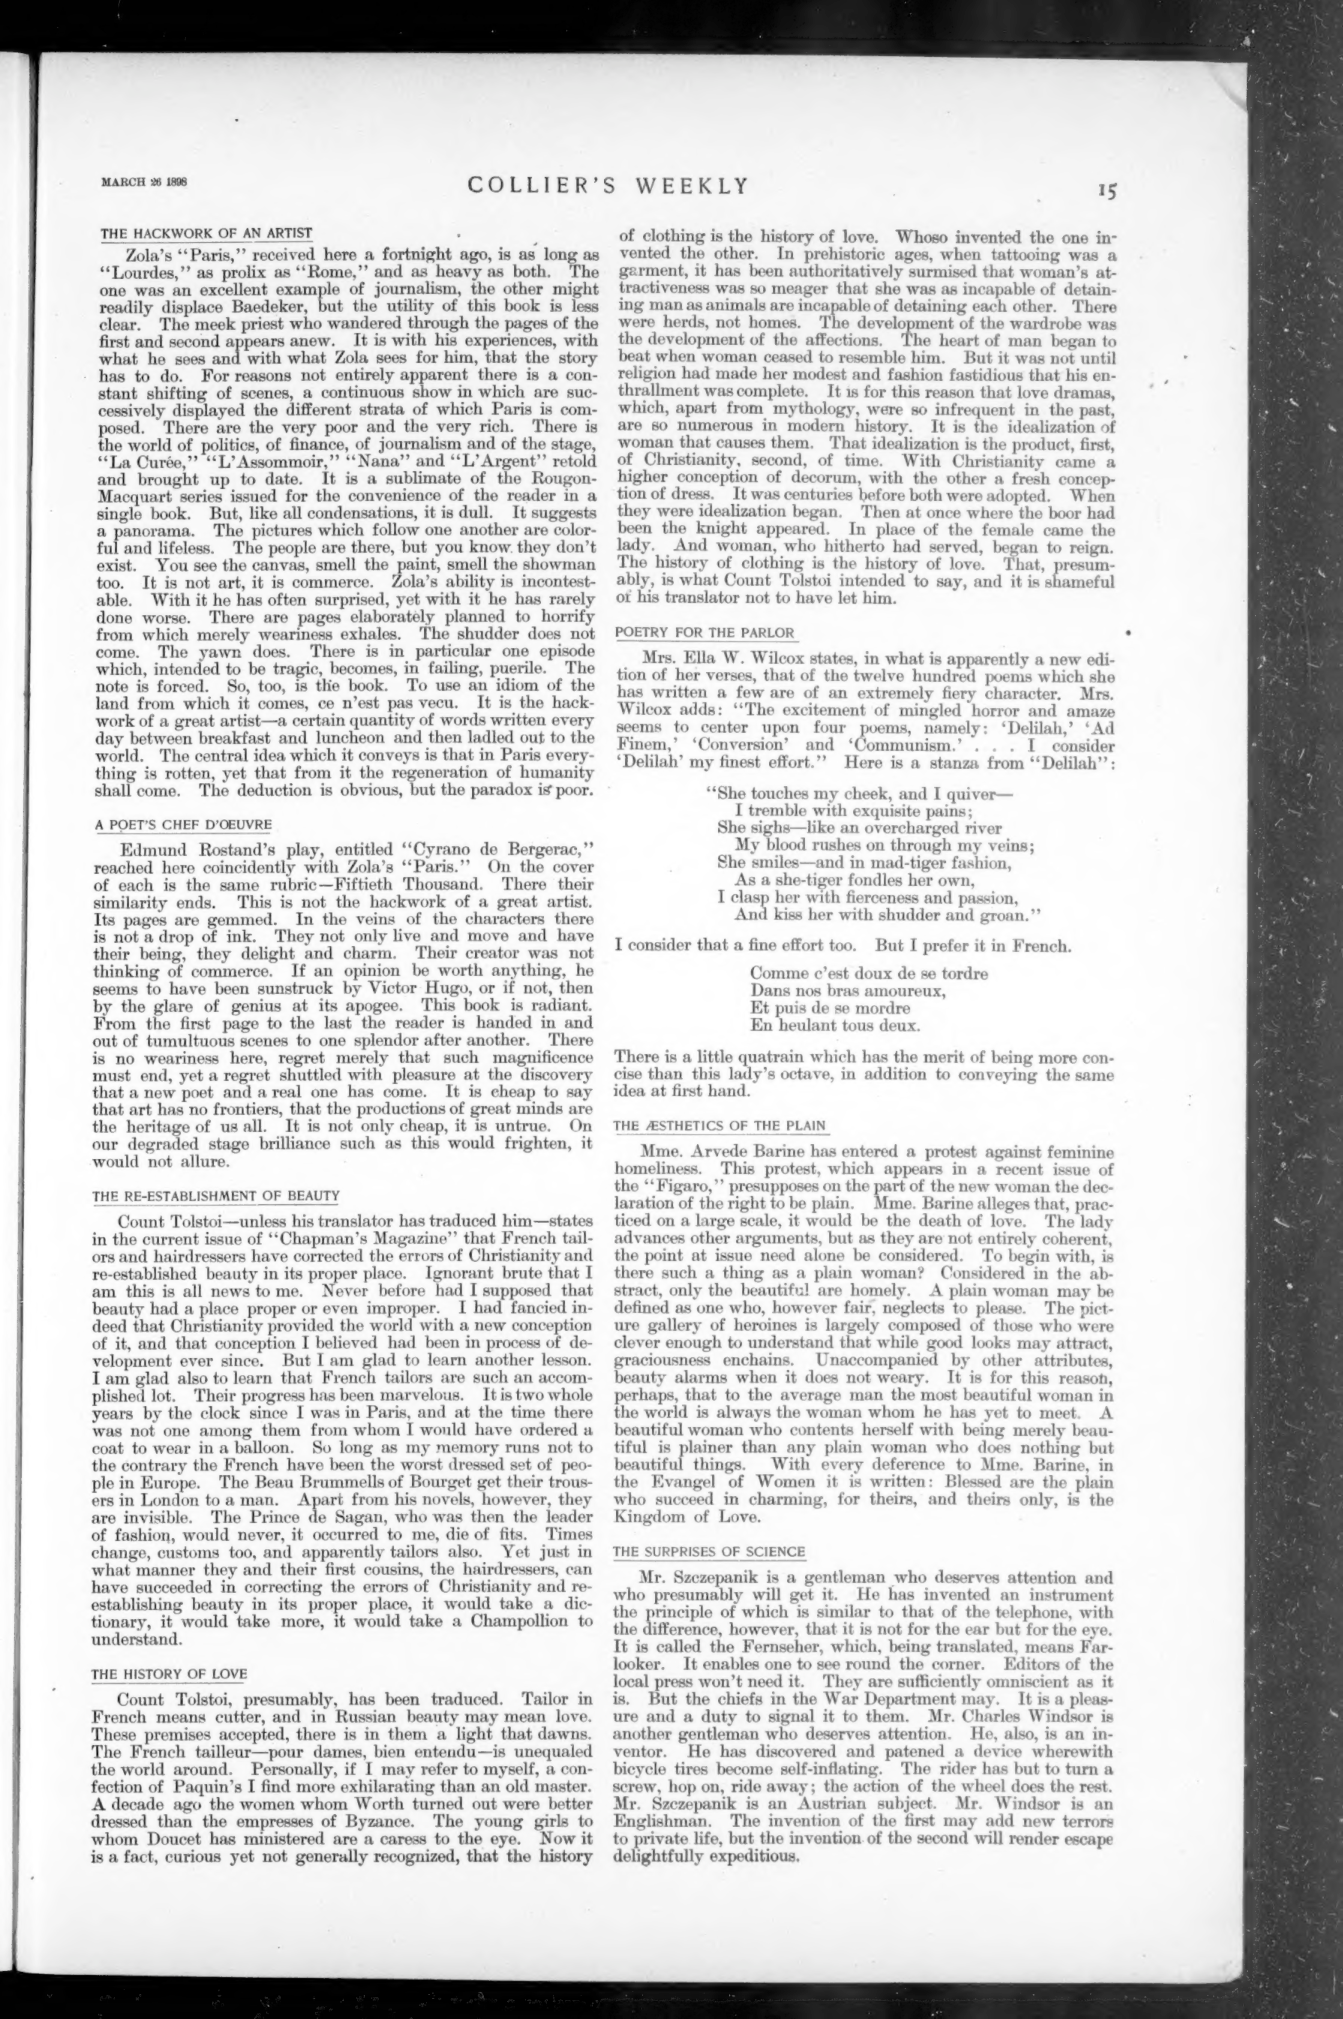 MARCH 26 1898
COLLIER'S WEEKLY
15
THE HACKWORK OF AN ARTIST
Zola's "Paris," received here a fortnight ago, is as long as
"Lourdes," as prolix as "Rome," and as heavy as both. The
one was an excellent example of journalism, the other might
readily displace Baedeker, but the utility of this book is less
clear. The meek priest who wandered through the pages of the
first and second appears anew. It is with his experiences, with
what he sees and with what Zola sees for him, that the story
has to do. For reasons not entirely apparent there is a con-
stant shifting of scenes, a continuous show in which are suc-
cessively displayed the different strata of which Paris is com-
posed. There are the very poor and the very rich. There is
the world of politics, of finance, of journalism and of the stage,
"La Curée," "L'Assommoir," "Nana" and "L'Argent" retold
and brought up to date. It is a sublimate of the Rougon-
Macquart series issued for the convenience of the reader in a
single book. But, like all condensations, it is dull. It suggests
a panorama. The pictures which follow one another are color-
ful and lifeless. The people are there, but you know they don't
exist. You see the canvas, smell the paint, smell the showman
too. It is not art, it is commerce. Zola's ability is incontest-
able. With it he has often surprised, yet with it he has rarely
done worse. There are pages elaborately planned to horrify
from which merely weariness exhales. The shudder does not
come. The yawn does. There is in particular one episode
which, intended to be tragic, becomes, in failing, puerile. The
note is forced. So, too, is the book. To use an idiom of the
land from which it comes, ce n'est pas vecu. It is the hack-
work of a great artist—a certain quantity of words written every
day between breakfast and luncheon and then ladled out to the
world. The central idea which it conveys is that in Paris every-
thing is rotten, yet that from it the regeneration of humanity
shall come. The deduction is obvious, but the paradox is poor.
A POET'S CHEF D'OEUVRE
Edmund Rostand's play, entitled "Cyrano de Bergerac,"
reached here coincidently with Zola's "Paris." On the cover
of each is the same rubric—Fiftieth Thousand. There their
similarity ends. This is not the hackwork of a great artist.
Its pages are gemmed. In the veins of the characters there
is not a drop of ink. They not only live and move and have
their being, they delight and charm. Their creator was not
thinking of commerce. If an opinion be worth anything, he
seems to have been sunstruck by Victor Hugo, or if not, then
by the glare of genius at its apogee. This book is radiant.
From the first page to the last the reader is handed in and
out of tumultuous scenes to one splendor after another. There
is no weariness here, regret merely that such magnificence
must end, yet a regret shuttled with pleasure at the discovery
that a new poet and a real one has come. It is cheap to say
that art has no frontiers, that the productions of great minds are
the heritage of us all. It is not only cheap, it is untrue. On
our degraded stage brilliance such as this would frighten, it
would not allure.
THE RE-ESTABLISHMENT OF BEAUTY
Count Tolstoi—unless his translator has traduced him—states
in the current issue of "Chapman's Magazine" that French tail-
ors and hairdressers have corrected the errors of Christianity and
re-established beauty in its proper place. Ignorant brute that I
am this is all news to me. Never before had I supposed that
beauty had a place proper or even improper. I had fancied in-
deed that Christianity provided the world with a new conception
of it, and that conception I believed had been in process of de-
velopment ever since. But I am glad to learn another lesson.
I am glad also to learn that French tailors are such an accom-
plished lot. Their progress has been marvelous. It is two whole
years by the clock since I was in Paris, and at the time there
was not one among them from whom I would have ordered a
coat to wear in a balloon. So long as my memory runs not to
the contrary the French have been the worst dressed set of peo-
ple in Europe. The Beau Brummells of Bourget get their trous-
ers in London to a man. Apart from his novels, however, they
are invisible. The Prince de Sagan, who was then the leader
of fashion, would never, it occurred to me, die of fits. Times
change, customs too, and apparently tailors also. Yet just in
what manner they and their first cousins, the hairdressers, can
have succeeded in correcting the errors of Christianity and re-
establishing beauty in its proper place, it would take a dic-
tionary, it would take more, it would take a Champollion to
understand.
THE HISTORY OF LOVE
Count Tolstoi, presumably, has been traduced. Tailor in
French means cutter, and in Russian beauty may mean love.
These premises accepted, there is in them a light that dawns.
The French tailleur—pour dames, bien entendu—is unequaled
the world around. Personally, if I may refer to myself, a con-
fection of Paquin's I find more exhilarating than an old master.
A decade ago the women whom Worth turned out were better
dressed than the empresses of Byzance. The young girls to
whom Doucet has ministered are a caress to the eye. Now it
is a fact, curious yet not generally recognized, that the history
of clothing is the history of love. Whoso invented the one in-
vented the other. In prehistoric ages, when tattooing was a
garment, it has been authoritatively surmised that woman's at-
tractiveness was so meager that she was as incapable of detain-
ing man as animals are incapable of detaining each other. There
were herds, not homes. The development of the wardrobe was
the development of the affections. The heart of man began to
beat when woman ceased to resemble him. But it was not until
religion had made her modest and fashion fastidious that his en-
thrallment was complete. It is for this reason that love dramas,
which, apart from mythology, were so infrequent in the past,
are so numerous in modern history. It is the idealization of
woman that causes them. That idealization is the product, first,
of Christianity, second, of time. With Christianity came a
higher conception of decorum, with the other a fresh concep-
tion of dress. It was centuries before both were adopted. When
they were idealization began. Then at once where the boor had
been the knight appeared. In place of the female came the
lady. And woman, who hitherto had served, began to reign.
The history of clothing is the history of love. That, presum-
ably, is what Count Tolstoi intended to say, and it is shameful
of his translator not to have let him.
POETRY FOR THE PARLOR
Mrs. Ella W. Wilcox states, in what is apparently a new edi-
tion of her verses, that of the twelve hundred poems which she
has written a few are of an extremely fiery character. Mrs.
Wilcox adds: "The excitement of mingled horror and amaze
seems to center upon four poems, namely: 'Delilah,' 'Ad
Finem,' 'Conversion' and 'Communism.' . . . I consider
'Delilah' my finest effort." Here is a stanza from "Delilah":
"She touches my cheek, and I quiver—
I tremble with exquisite pains;
She sighs—like an overcharged river
My blood rushes on through my veins;
She smiles—and in mad-tiger fashion,
As a she-tiger fondles her own,
I clasp her with fierceness and passion,
And kiss her with shudder and groan."
I consider that a fine effort too. But I prefer it in French.
Comme c'est doux de se tordre
Dans nos bras amoureux,
Et puis de se mordre
En heulant tous deux.
There is a little quatrain which has the merit of being more con-
cise than this lady's octave, in addition to conveying the same
idea at first hand.
THE ÆSTHETICS OF THE PLAIN
Mme. Arvede Barine has entered a protest against feminine
homeliness. This protest, which appears in a recent issue of
the "Figaro," presupposes on the part of the new woman the dec-
laration of the right to be plain. Mme. Barine alleges that, prac-
ticed on a large scale, it would be the death of love. The lady
advances other arguments, but as they are not entirely coherent,
the point at issue need alone be considered. To begin with, is
there such a thing as a plain woman? Considered in the ab-
stract, only the beautiful are homely. A plain woman may be
defined as one who, however fair, neglects to please. The pict-
ure gallery of heroines is largely composed of those who were
clever enough to understand that while good looks may attract,
graciousness enchains. Unaccompanied by other attributes,
beauty alarms when it does not weary. It is for this reason,
perhaps, that to the average man the most beautiful woman in
the world is always the woman whom he has yet to meet. A
beautiful woman who contents herself with being merely beau-
tiful is plainer than any plain woman who does nothing but
beautiful things. With every deference to Mme. Barine, in
the Evangel of Women it is written: Blessed are the plain
who succeed in charming, for theirs, and theirs only, is the
Kingdom of Love.
THE SURPRISES OF SCIENCE
Mr. Szczepanik is a gentleman who deserves attention and
who presumably will get it. He has invented an instrument
the principle of which is similar to that of the telephone, with
the difference, however, that it is not for the ear but for the eye.
It is called the Fernseher, which, being translated, means Far-
looker. It enables one to see round the corner. Editors of the
local press won't need it. They are sufficiently omniscient as it
is. But the chiefs in the War Department may. It is a pleas-
ure and a duty to signal it to them. Mr. Charles Windsor is
another gentleman who deserves attention. He, also, is an in-
ventor. He has discovered and patened a device wherewith
bicycle tires become self-inflating. The rider has but to turn a
screw, hop on, ride away; the action of the wheel does the rest.
Mr. Szczepanik is an Austrian subject. Mr. Windsor is an
Englishman. The invention of the first may add new terrors
to private life, but the invention of the second will render escape
delightfully expeditious.